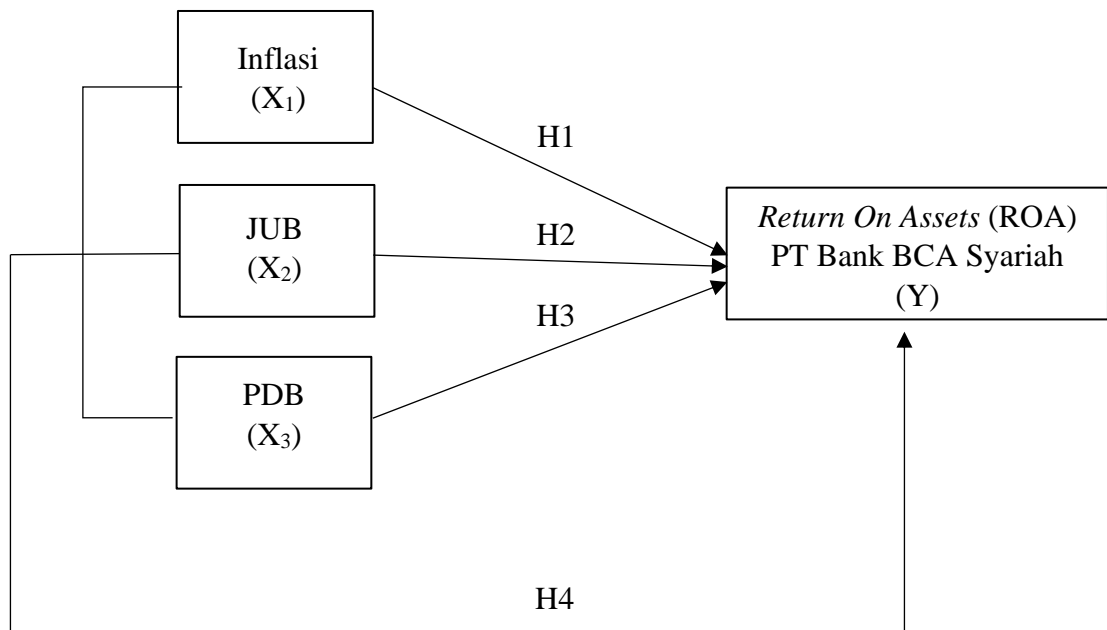 Inflasi
(X₁)
H1
JUB
(X₂)
H2
Return On Assets (ROA)
PT Bank BCA Syariah
(Y)
H3
PDB
(X₃)
H4